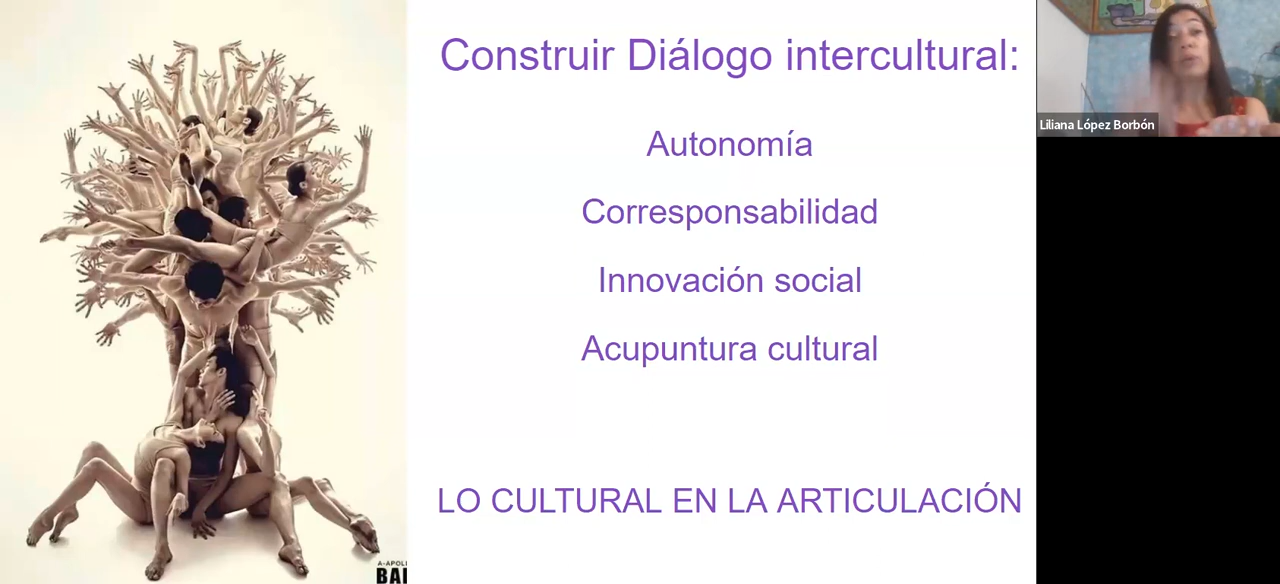 Construir Diálogo intercultural:
Autonomía
Corresponsabilidad
Innovación social
Acupuntura cultural
LO CULTURAL EN LA ARTICULACIÓN
Liliana López Borbón